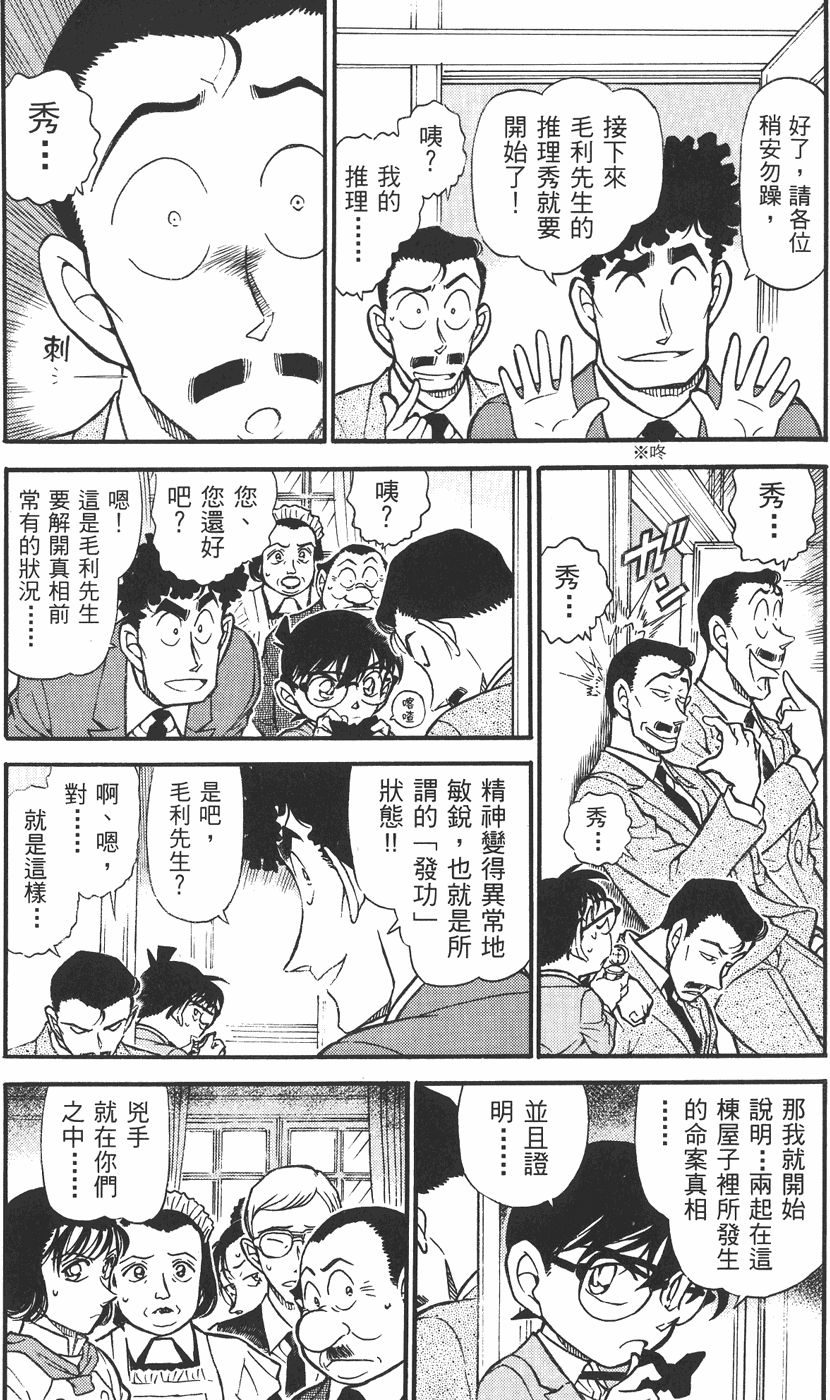 好了，請各位
稍安勿躁，
接下來
毛利先生的
推理秀就要
開始了！
咦？
我的
推理……
秀…
刺
※咚
秀…
ガン
秀…
秀…
咦？
您、
您還好
吧？
嗯！
這是毛利先生
要解開真相前
常有的狀況……
喀喳
精神變得異常地
敏銳，也就是所
謂的「發功」
狀態!!
是吧，
毛利先生？
啊、嗯，
對……
就是這樣…
那我就開始
說明…兩起在這
棟屋子裡所發生
的命案真相
……
並且證
明……
兇手
就在你們
之中……